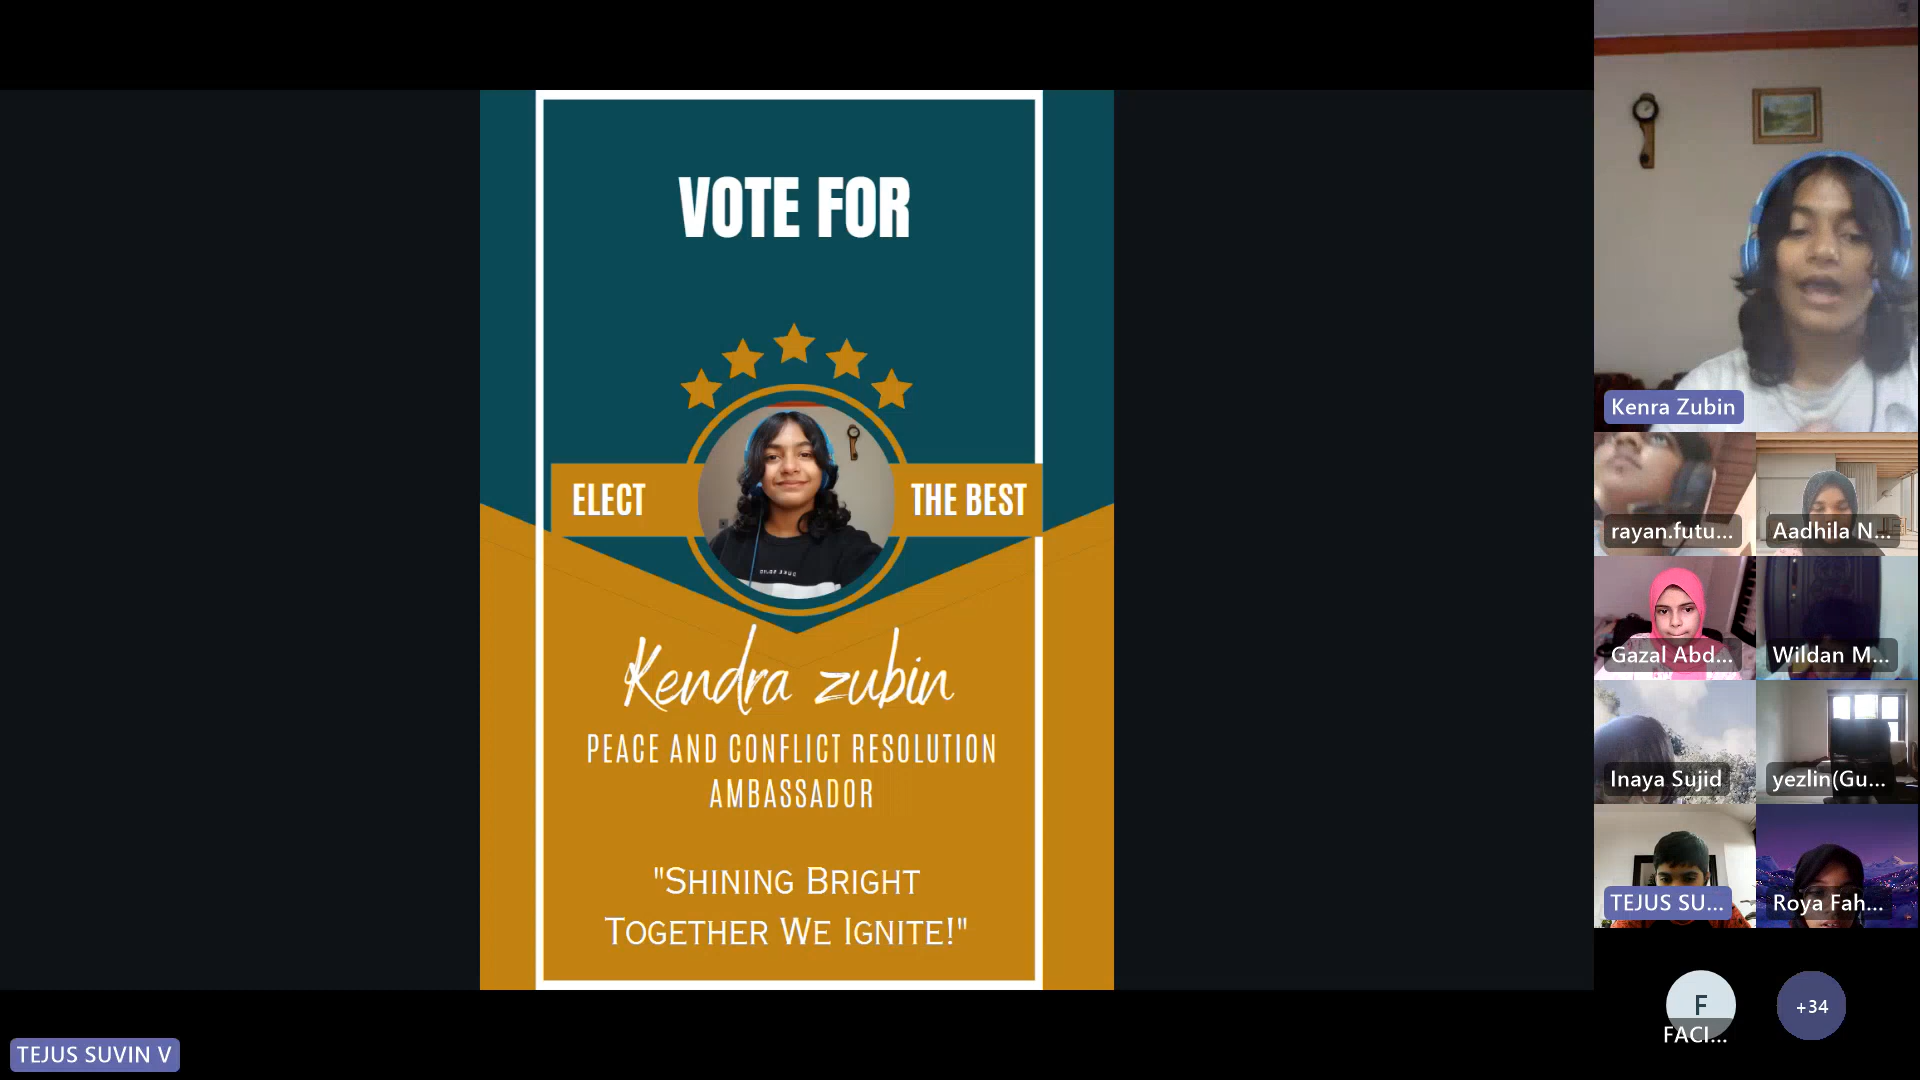 VOTE FOR
ELECT
THE BEST
Kendra zubin
PEACE AND CONFLICT RESOLUTION
AMBASSADOR
"SHINING BRIGHT
TOGETHER WE IGNITE!"
TEJUS SUVIN V
Kenra Zubin
rayan.futu...
Aadhila N...
Gazal Abd...
Wildan M...
Inaya Sujid
yezlin(Gu...
TEJUS SU...
Roya Fah...
F
FACI...
+34